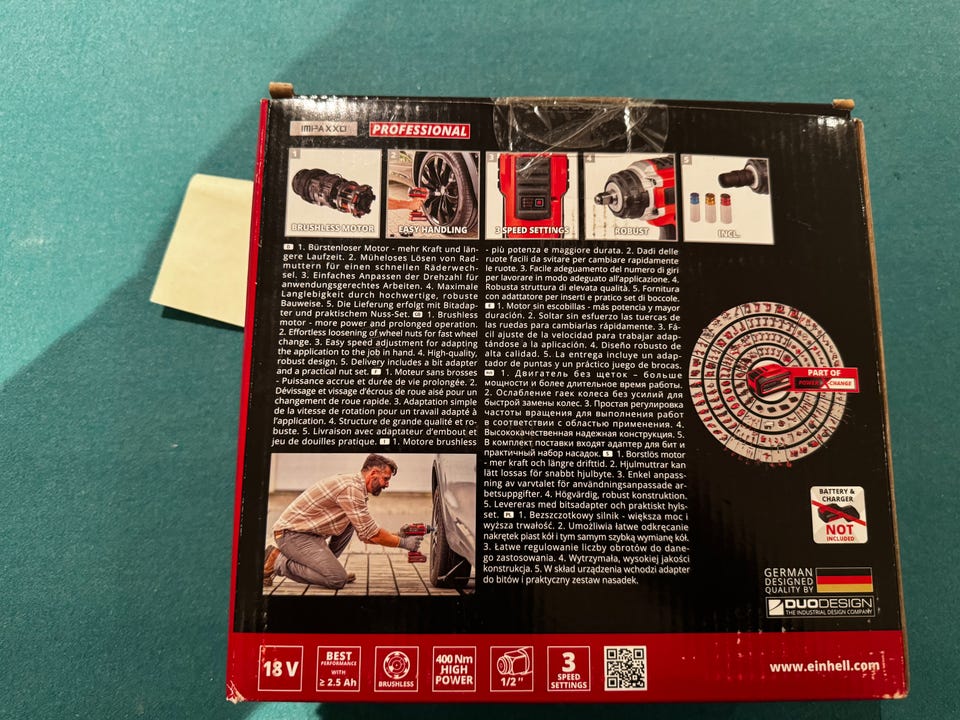 IMPAXXO
PROFESSIONAL
1
BRUSHLESS MOTOR
EASY HANDLING
3
3 SPEED SETTINGS
4
ROBUST
5
INCL.
D 1. Bürstenloser Motor - mehr Kraft und län-
gere Laufzeit. 2. Müheloses Lösen von Rad-
muttern für einen schnellen Räderwech-
sel. 3. Einfaches Anpassen der Drehzahl für
anwendungsgerechtes Arbeiten. 4. Maximale
Langlebigkeit durch hochwertige, robuste
Bauweise. 5. Die Lieferung erfolgt mit Bitadap-
ter und praktischem Nuss-Set. GB 1. Brushless
motor - more power and prolonged operation.
2. Effortless loosening of wheel nuts for fast wheel
change. 3. Easy speed adjustment for adapting
the application to the job in hand. 4. High-quality,
robust design. 5. Delivery includes a bit adapter
and a practical nut set. F 1. Moteur sans brosses
- Puissance accrue et durée de vie prolongée. 2.
Dévissage et vissage d'écrous de roue aisé pour un
changement de roue rapide. 3. Adaptation simple
de la vitesse de rotation pour un travail adapté à
l'application. 4. Structure de grande qualité et ro-
buste. 5. Livraison avec adaptateur d'embout et
jeu de douilles pratique. I 1. Motore brushless
- più potenza e maggiore durata. 2. Dadi delle
ruote facili da svitare per cambiare rapidamente
le ruote. 3. Facile adeguamento del numero di giri
per lavorare in modo adeguato all'applicazione. 4.
Robusta struttura di elevata qualità. 5. Fornitura
con adattatore per inserti e pratico set di boccole.
E 1. Motor sin escobillas - más potencia y mayor
duración. 2. Soltar sin esfuerzo las tuercas de
las ruedas para cambiarlas rápidamente. 3. Fá-
cil ajuste de la velocidad para trabajar adap-
tándose a la aplicación. 4. Diseño robusto de
alta calidad. 5. La entrega incluye un adap-
tador de puntas y un práctico juego de brocas.
1. Двигатель без щеток – больше
мощности и более длительное время работы.
2. Ослабление гаек колеса без усилий для
быстрой замены колес. 3. Простая регулировка
частоты вращения для выполнения работ
в соответствии с областью применения. 4.
Высококачественная надежная конструкция. 5.
В комплект поставки входят адаптер для бит и
практичный набор насадок. S 1. Borstlös motor
- mer kraft och längre drifttid. 2. Hjulmuttrar kan
lätt lossas för snabbt hjulbyte. 3. Enkel anpass-
ning av varvtalet för användningsanpassade ar-
betsuppgifter. 4. Högvärdig, robust konstruktion.
5. Levereras med bitsadapter och praktiskt hyls-
set. PL 1. Bezszczotkowy silnik - większa moc i
wyższa trwałość. 2. Umożliwia łatwe odkręcanie
nakrętek piast kół i tym samym szybką wymianę kół.
3. Łatwe regulowanie liczby obrotów do dane-
go zastosowania. 4. Wytrzymała, wysokiej jakości
konstrukcja. 5. W skład urządzenia wchodzi adapter
do bitów i praktyczny zestaw nasadek.
PART OF
POWER X-CHANGE
BATTERY &
CHARGER
NOT
INCLUDED
GERMAN
DESIGNED
QUALITY BY
DUODESIGN
THE INDUSTRIAL DESIGN COMPANY
18 V
BEST
PERFORMANCE
WITH
≥ 2.5 Ah
BRUSHLESS
400 Nm
HIGH
POWER
1/2"
3
SPEED
SETTINGS
www.einhell.com